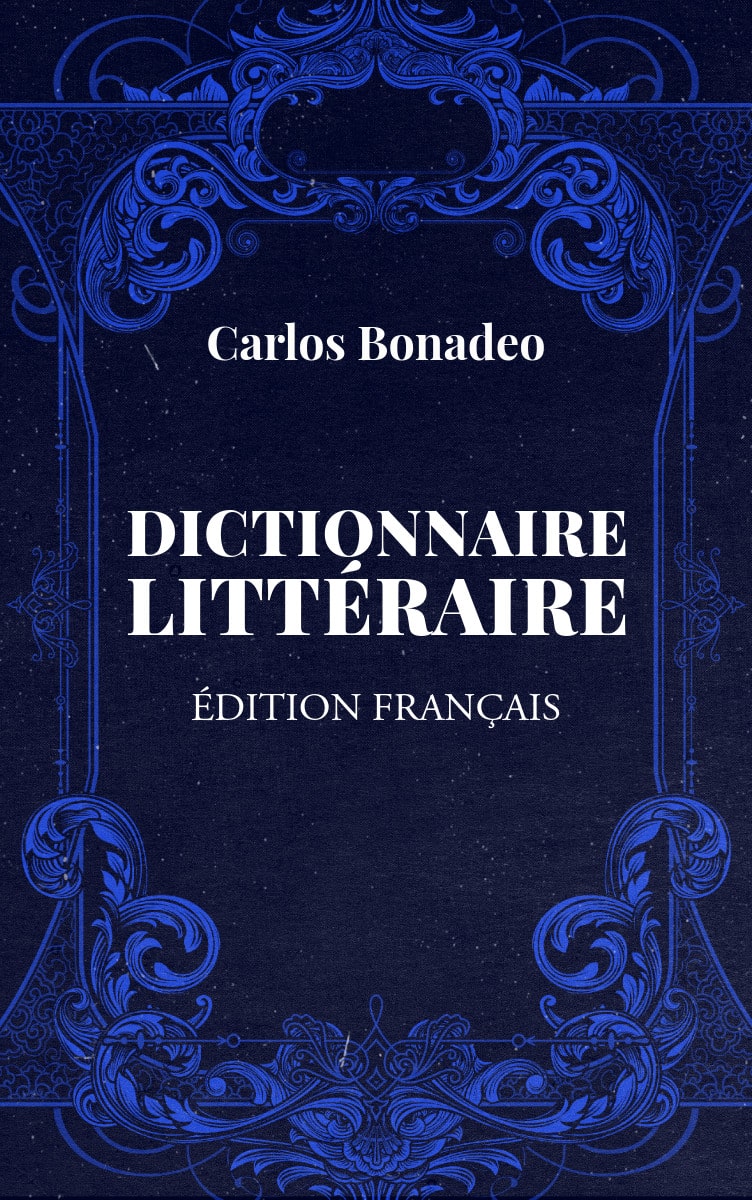 Carlos Bonadeo
DICTIONNAIRE
LITTÉRAIRE
ÉDITION FRANÇAIS